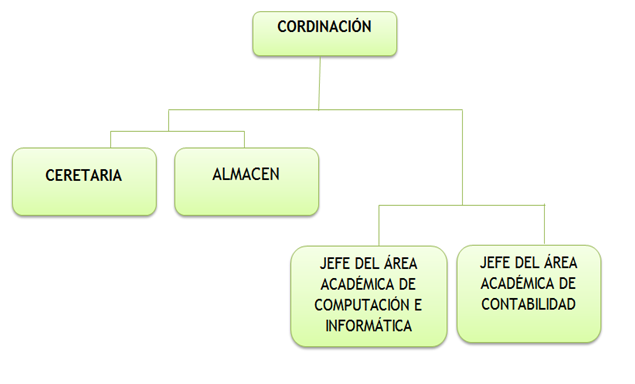 CORDINACIÓN
CERETARIA
ALMACEN
JEFE DEL ÁREA
ACADÉMICA DE
COMPUTACIÓN E
INFORMÁTICA
JEFE DEL ÁREA
ACADÉMICA DE
CONTABILIDAD